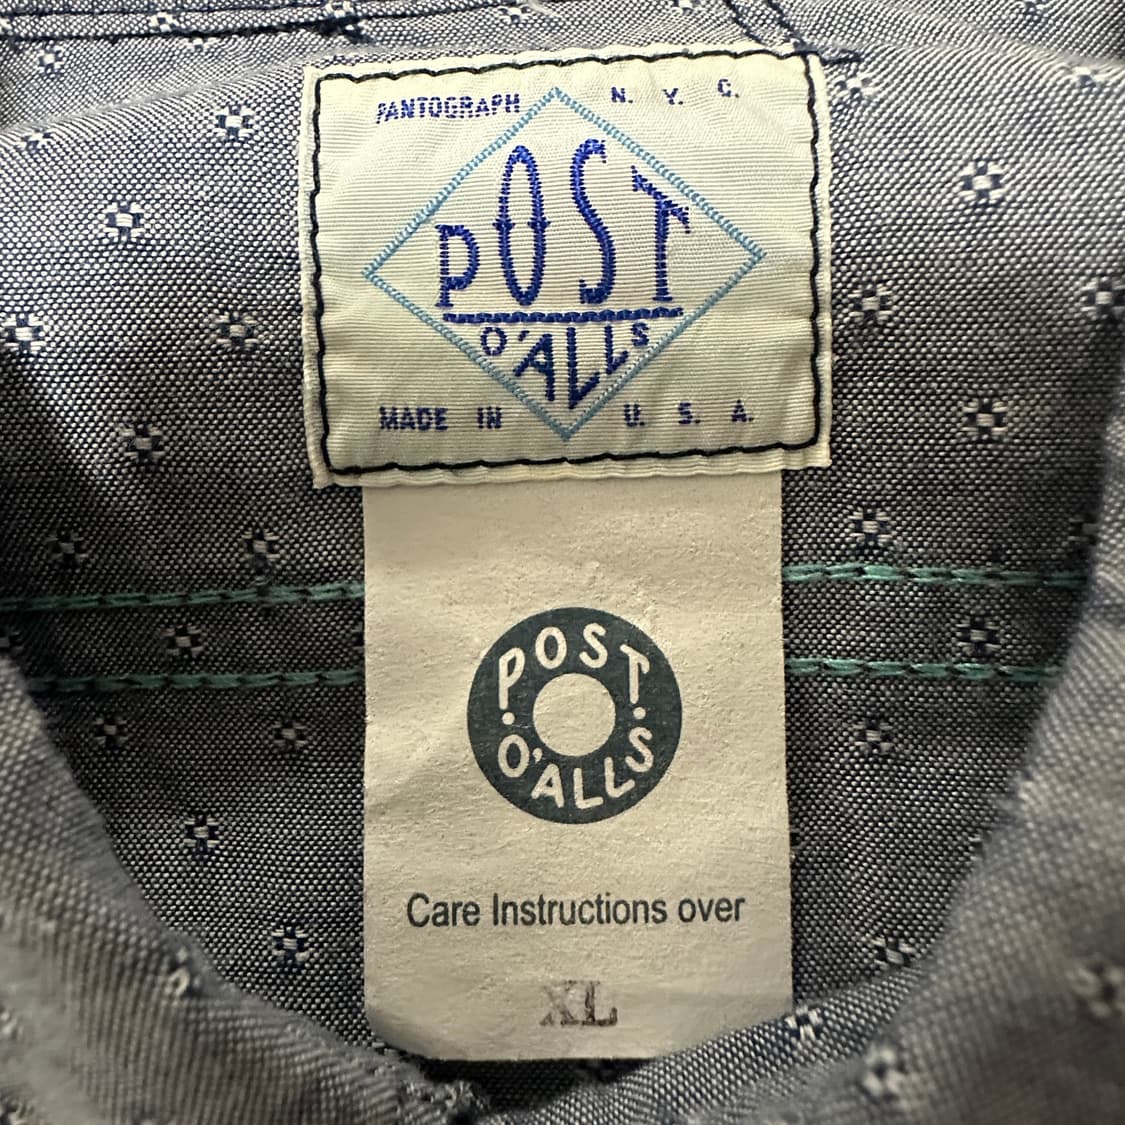 PANTOGRAPH N. Y. C.
POST
O'ALLS
MADE IN U. S. A.
POST
O'ALLS
Care Instructions over
XL